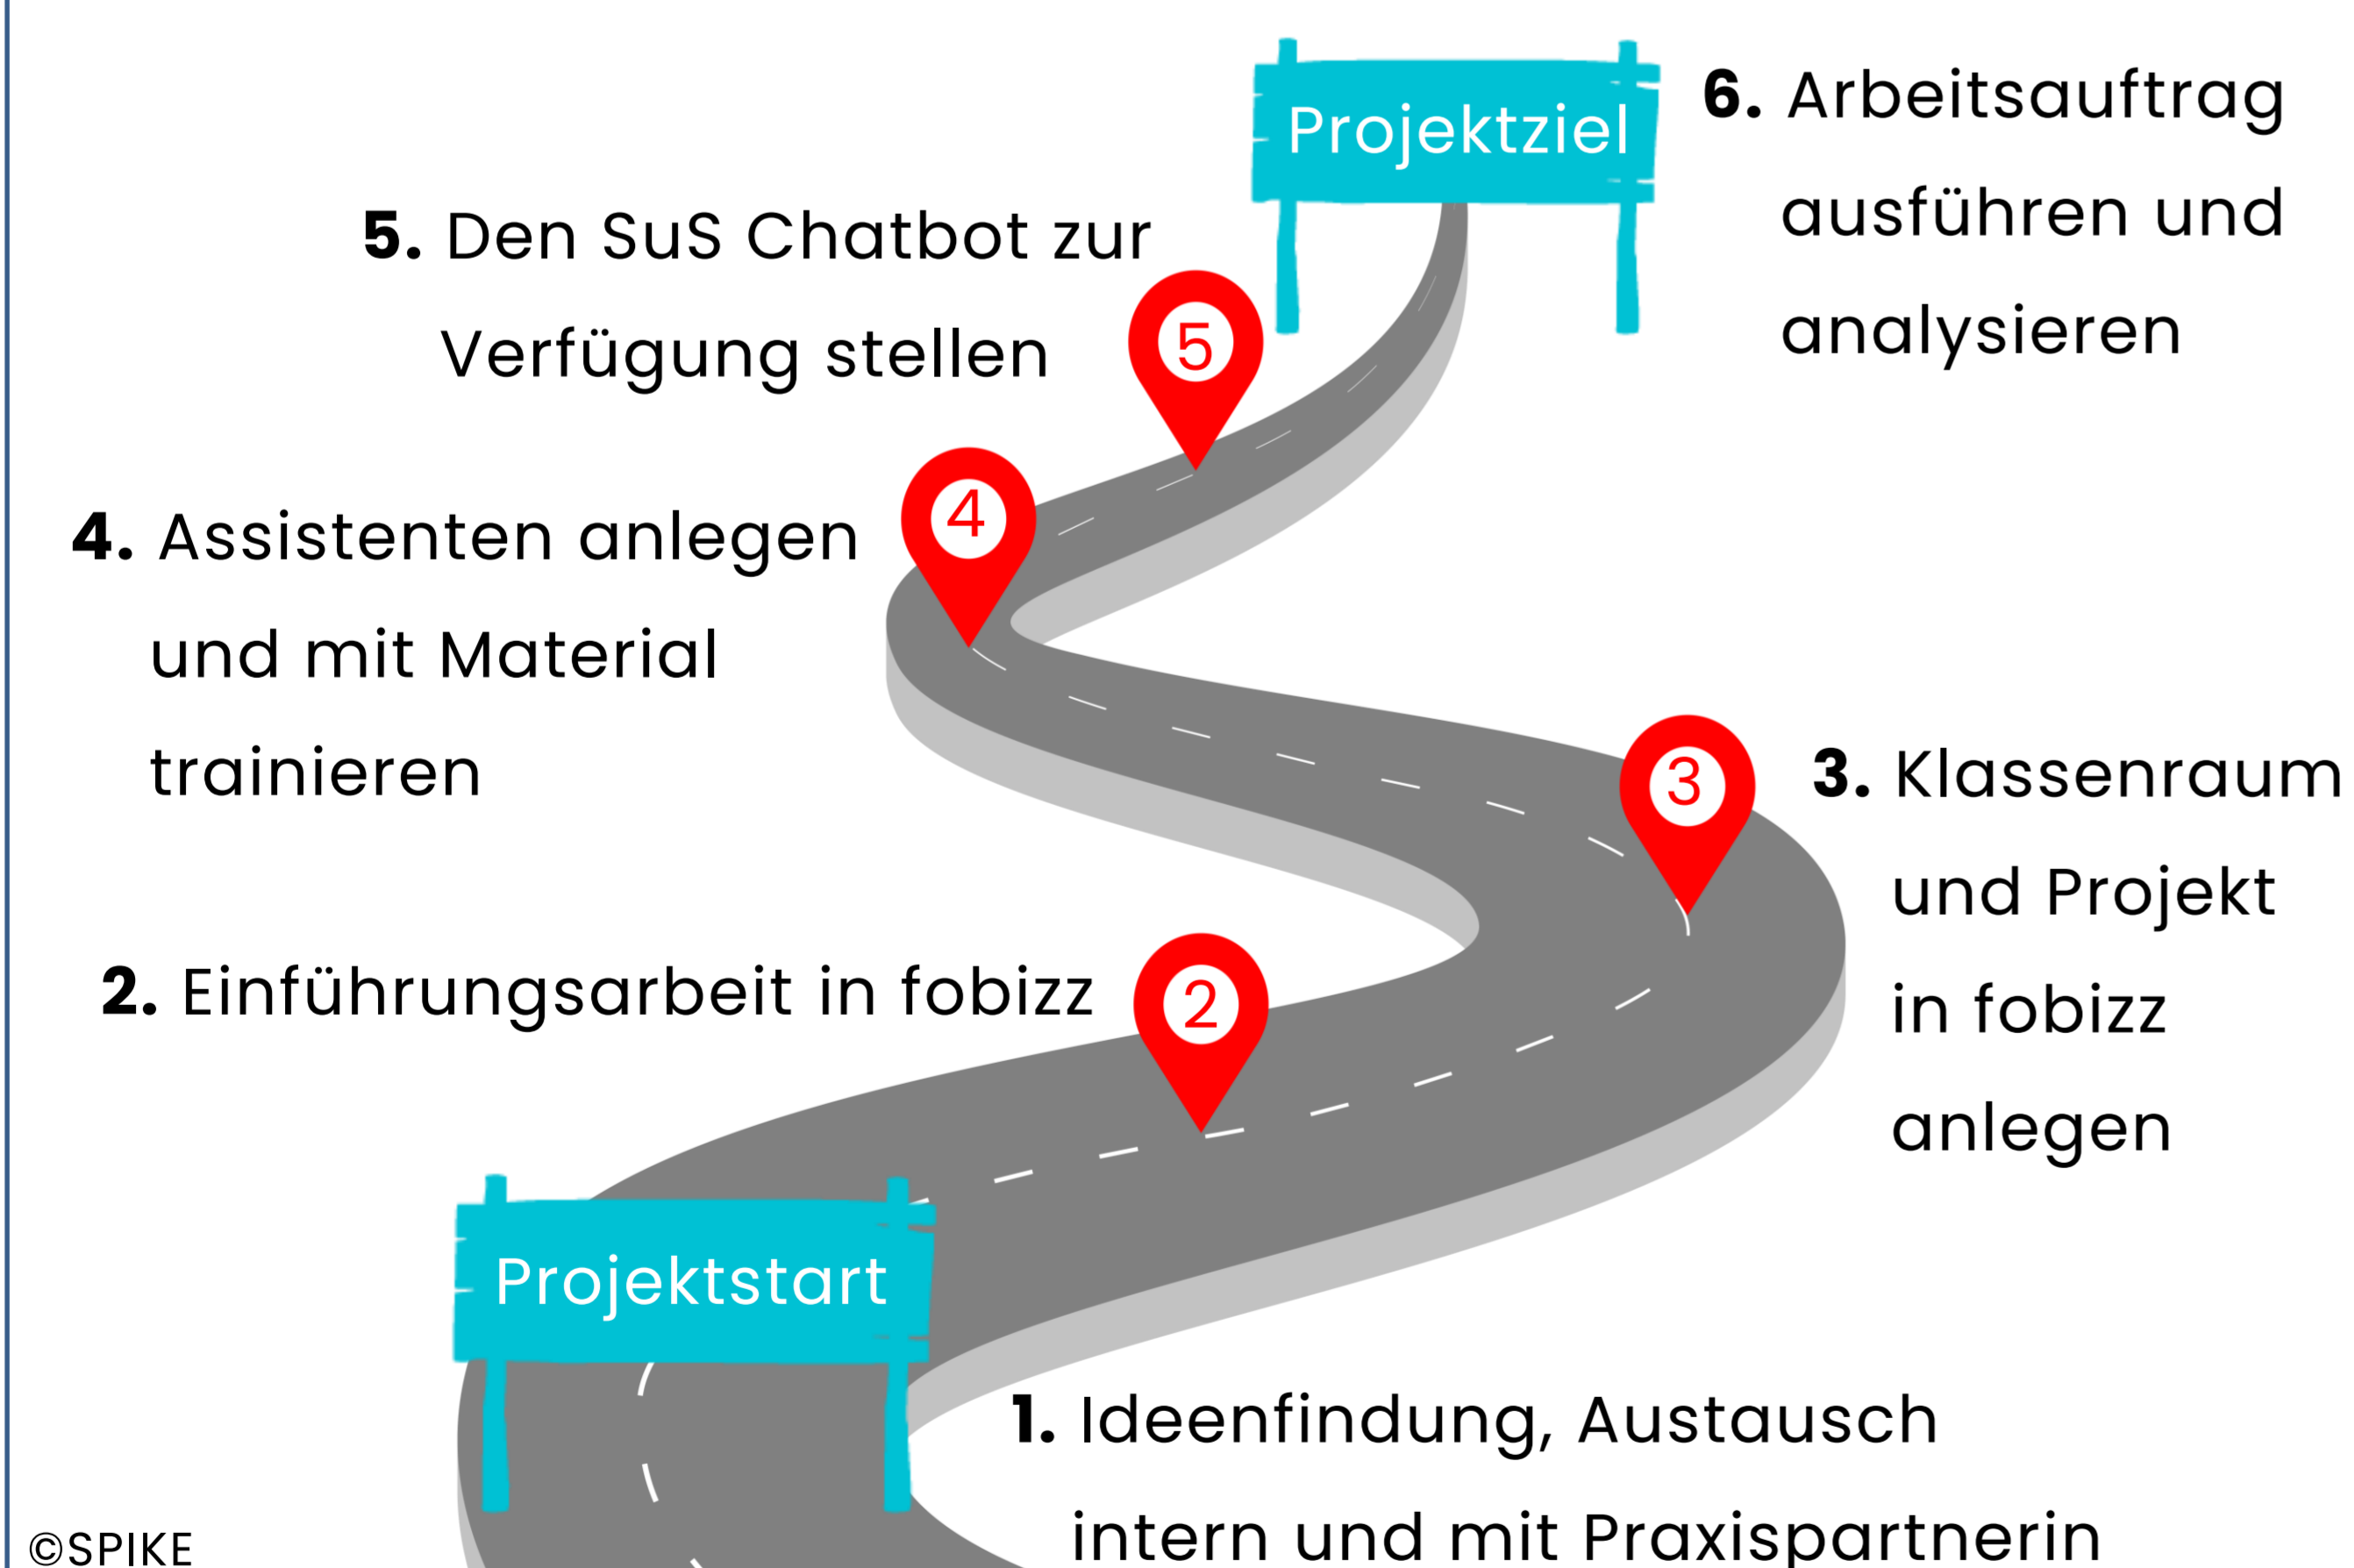 Projektziel
6. Arbeitsauftrag
ausführen und
analysieren
5. Den SuS Chatbot zur
Verfügung stellen
5
4
4. Assistenten anlegen
und mit Material
trainieren
3
3. Klassenraum
und Projekt
in fobizz
anlegen
2. Einführungsarbeit in fobizz
2
Projektstart
1. Ideenfindung, Austausch
intern und mit Praxispartnerin
©SPIKE